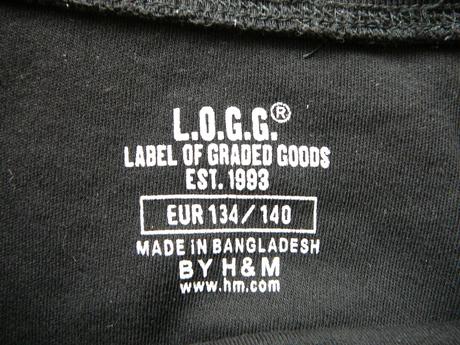 L.O.G.G.®
LABEL OF GRADED GOODS
EST. 1993
EUR 134/140
MADE IN BANGLADESH
BY H&M
www.hm.com